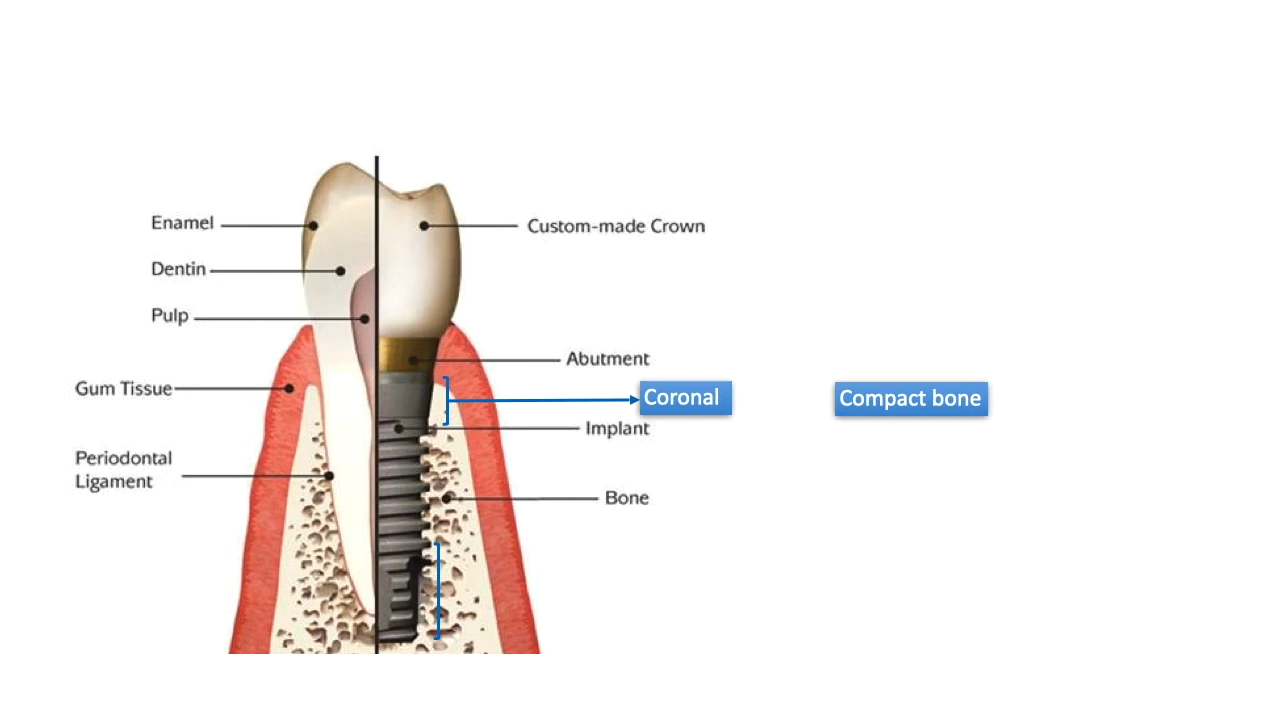 Enamel
Custom-made Crown
Dentin
Pulp
Abutment
Gum Tissue
Coronal
Compact bone
Implant
Periodontal
Ligament
Bone